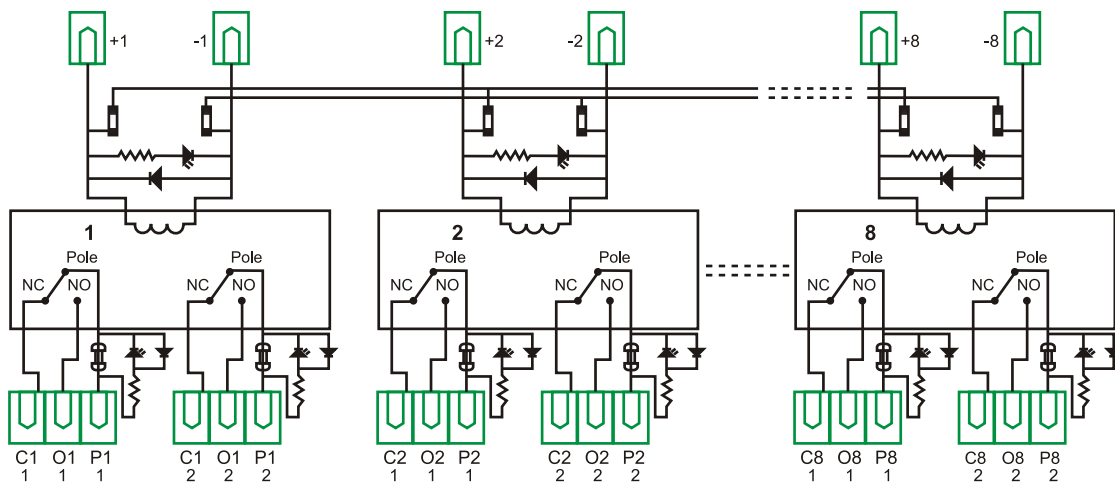 +1 -1 +2 -2 +8 -8
1 2 8
Pole Pole Pole Pole Pole Pole
NC NO NC NO NC NO NC NO NC NO NC NO
C1 O1 P1 C1 O1 P1 C2 O2 P2 C2 O2 P2 C8 O8 P8 C8 O8 P8
1 1 1 2 2 2 1 1 1 2 2 2 1 1 1 2 2 2